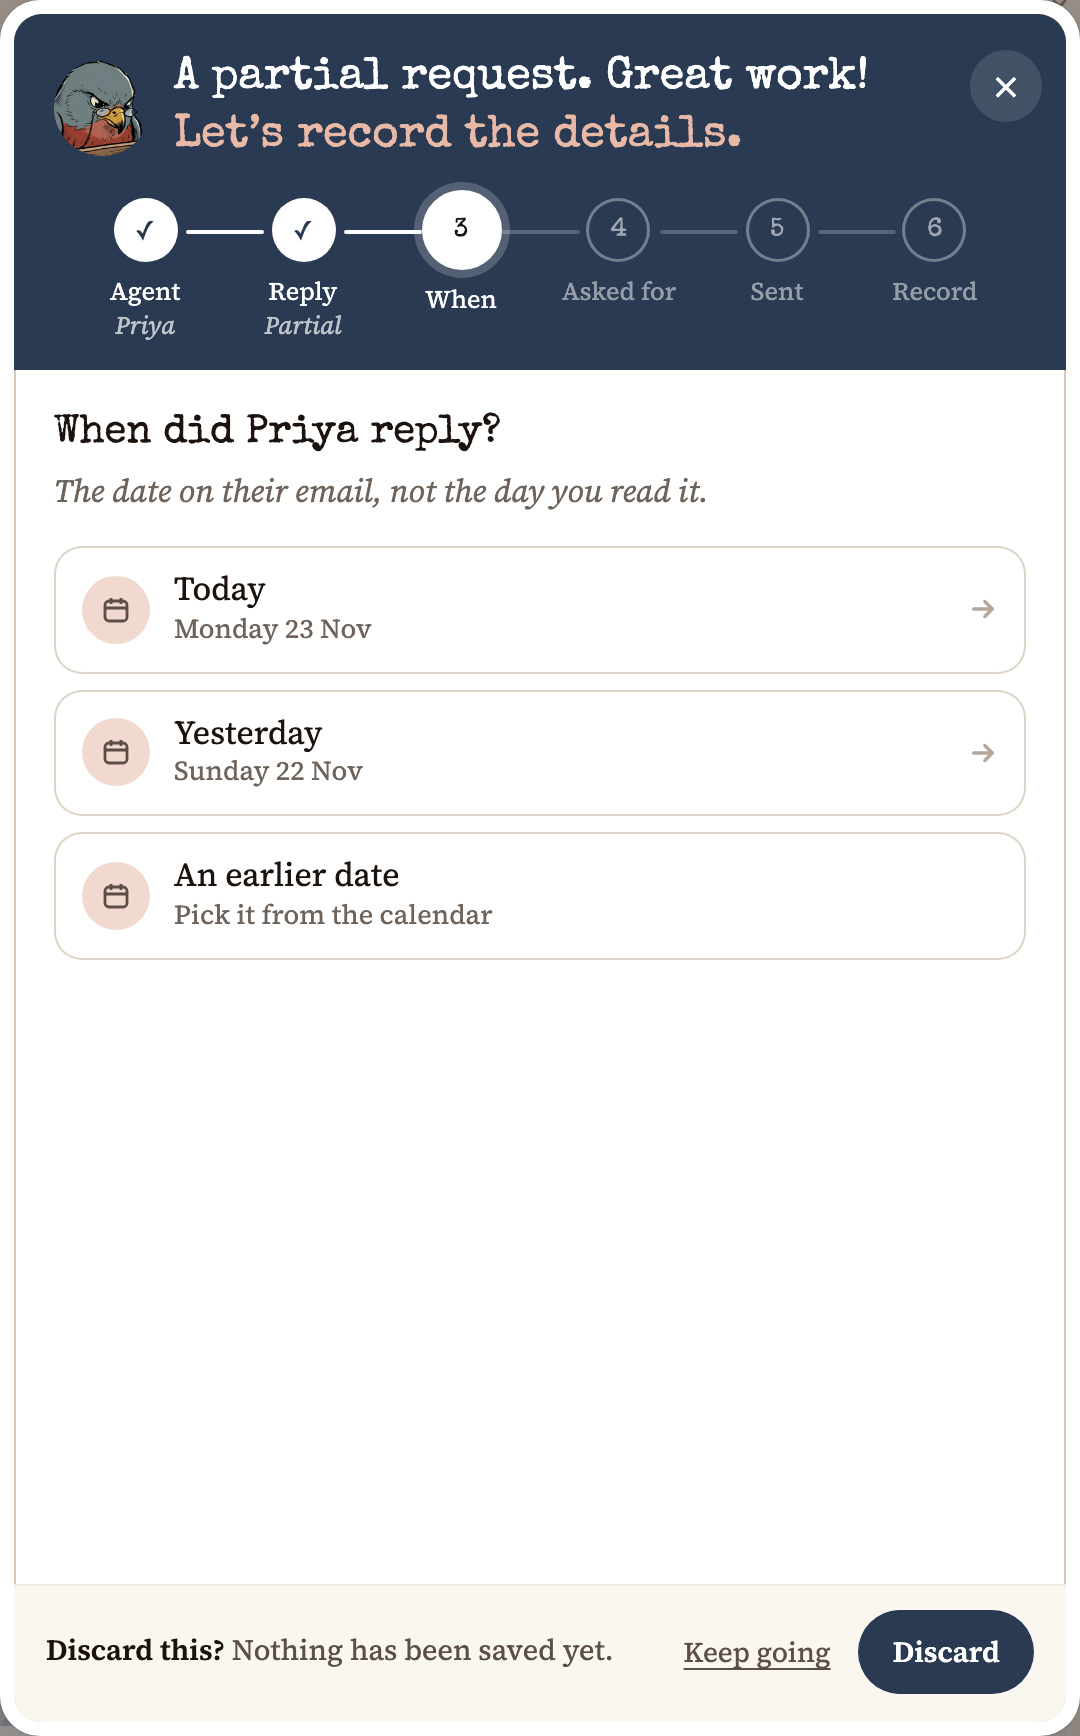 A partial request. Great work!
Let's record the details.
✓ ✓ 3 4 5 6
Agent Reply When Asked for Sent Record
Priya Partial
When did Priya reply?
The date on their email, not the day you read it.
Today
Monday 23 Nov
Yesterday
Sunday 22 Nov
An earlier date
Pick it from the calendar
Discard this? Nothing has been saved yet. Keep going Discard